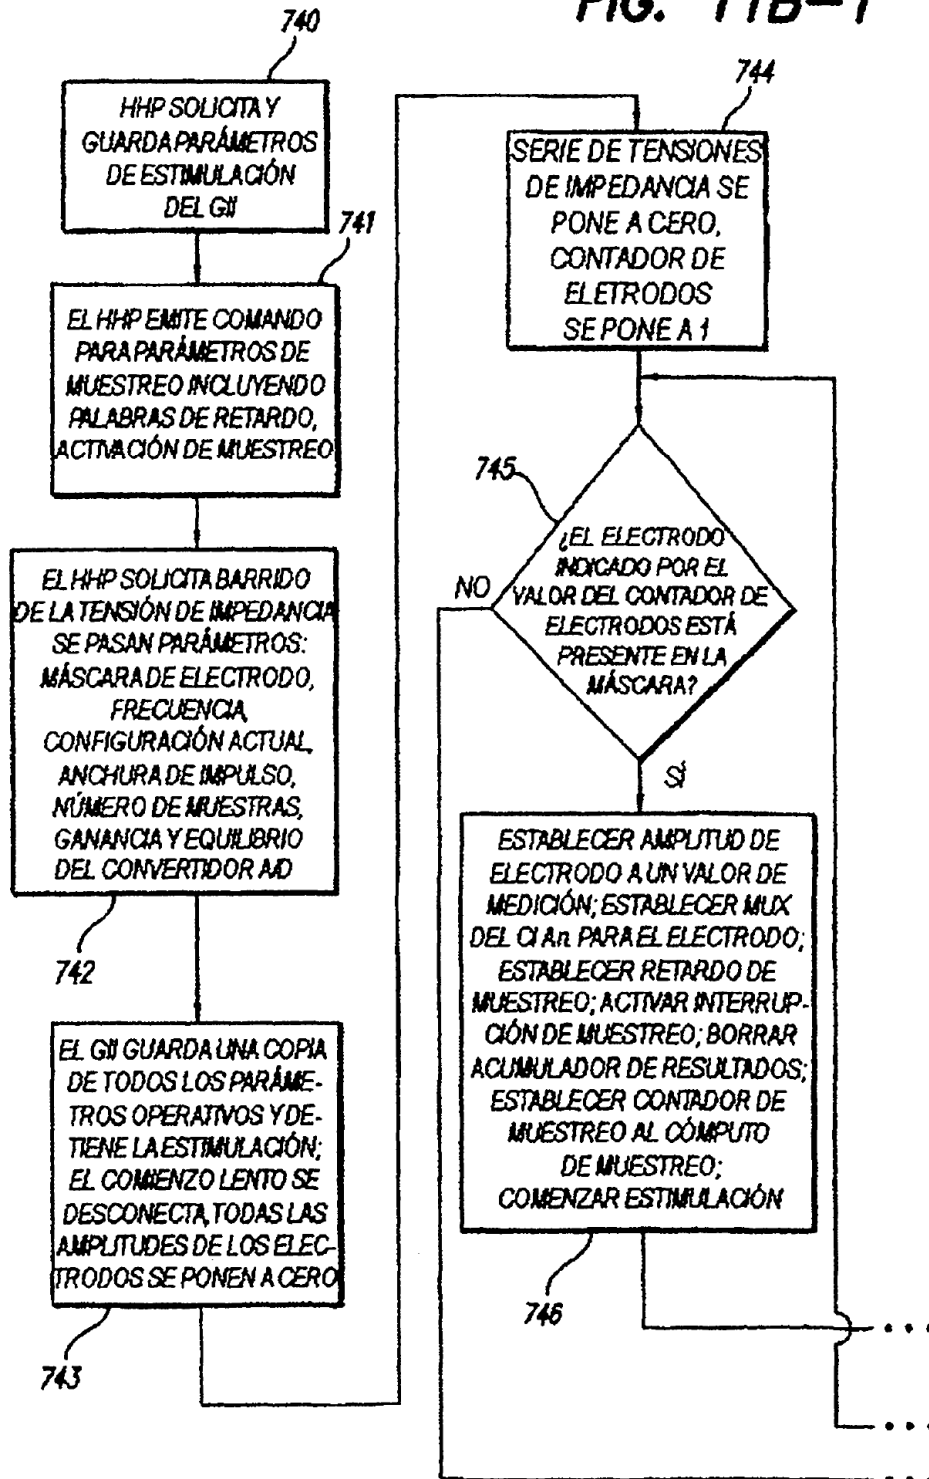 FIG. 11B-1
740
HHP SOLICITA Y
GUARDA PARÁMETROS
DE ESTIMULACIÓN
DEL GII
741
EL HHP EMITE COMANDO
PARA PARÁMETROS DE
MUESTREO INCLUYENDO
PALABRAS DE RETARDO,
ACTIVACIÓN DE MUESTREO
EL HHP SOLICITA BARRIDO
DE LA TENSIÓN DE IMPEDANCIA
SE PASAN PARÁMETROS:
MÁSCARA DE ELECTRODO,
FRECUENCIA,
CONFIGURACIÓN ACTUAL,
ANCHURA DE IMPULSO,
NÚMERO DE MUESTRAS,
GANANCIA Y EQUILIBRIO
DEL CONVERTIDOR A/D
742
EL GII GUARDA UNA COPIA
DE TODOS LOS PARÁME-
TROS OPERATIVOS Y DE-
TIENE LA ESTIMULACIÓN;
EL COMIENZO LENTO SE
DESCONECTA, TODAS LAS
AMPLITUDES DE LOS ELEC-
TRODOS SE PONEN A CERO
743
744
SERIE DE TENSIONES
DE IMPEDANCIA SE
PONE A CERO,
CONTADOR DE
ELETRODOS
SE PONE A 1
745
¿EL ELECTRODO
INDICADO POR EL
VALOR DEL CONTADOR DE
ELECTRODOS ESTÁ
PRESENTE EN LA
MÁSCARA?
NO
SÍ
ESTABLECER AMPLITUD DE
ELECTRODO A UN VALOR DE
MEDICIÓN; ESTABLECER MUX
DEL CI An PARA EL ELECTRODO;
ESTABLECER RETARDO DE
MUESTREO; ACTIVAR INTERRUP-
CIÓN DE MUESTREO; BORRAR
ACUMULADOR DE RESULTADOS;
ESTABLECER CONTADOR DE
MUESTREO AL CÓMPUTO
DE MUESTREO;
COMENZAR ESTIMULACIÓN
746